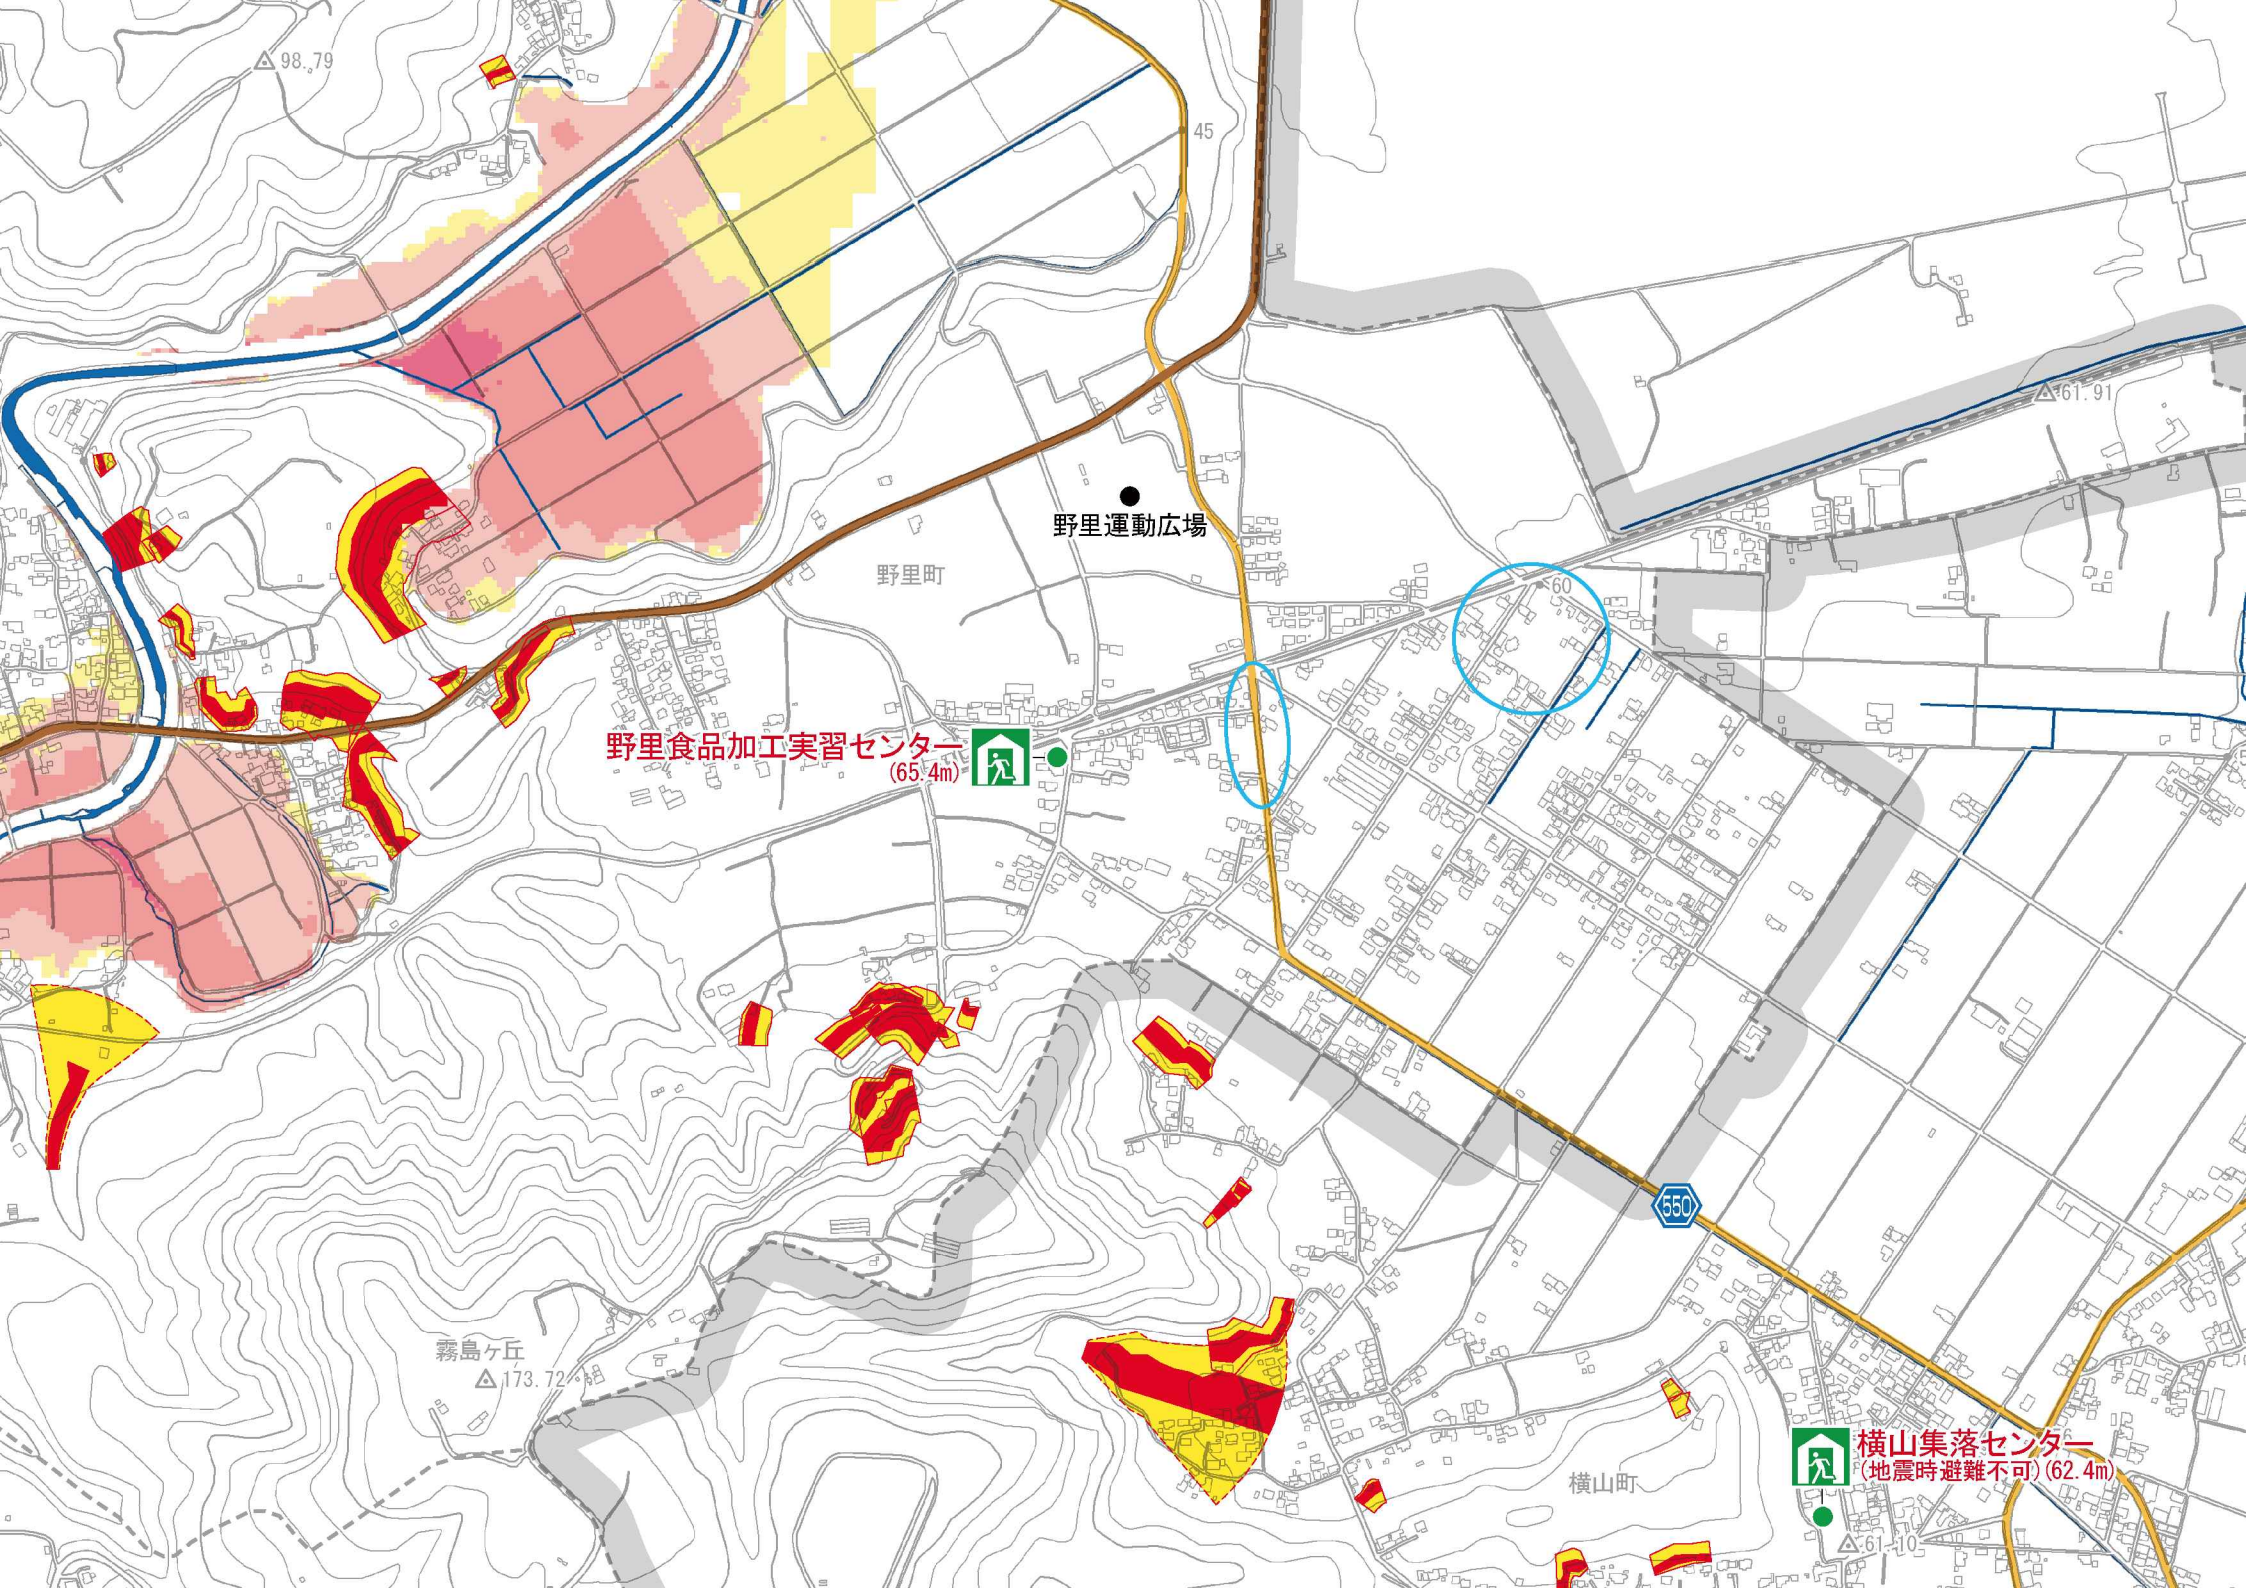 98.79
45
61.91
野里運動広場
野里町
60
野里食品加工実習センター
(65.4m)
550
霧島ヶ丘
173.72
横山集落センター
(地震時避難不可)(62.4m)
横山町
61.10